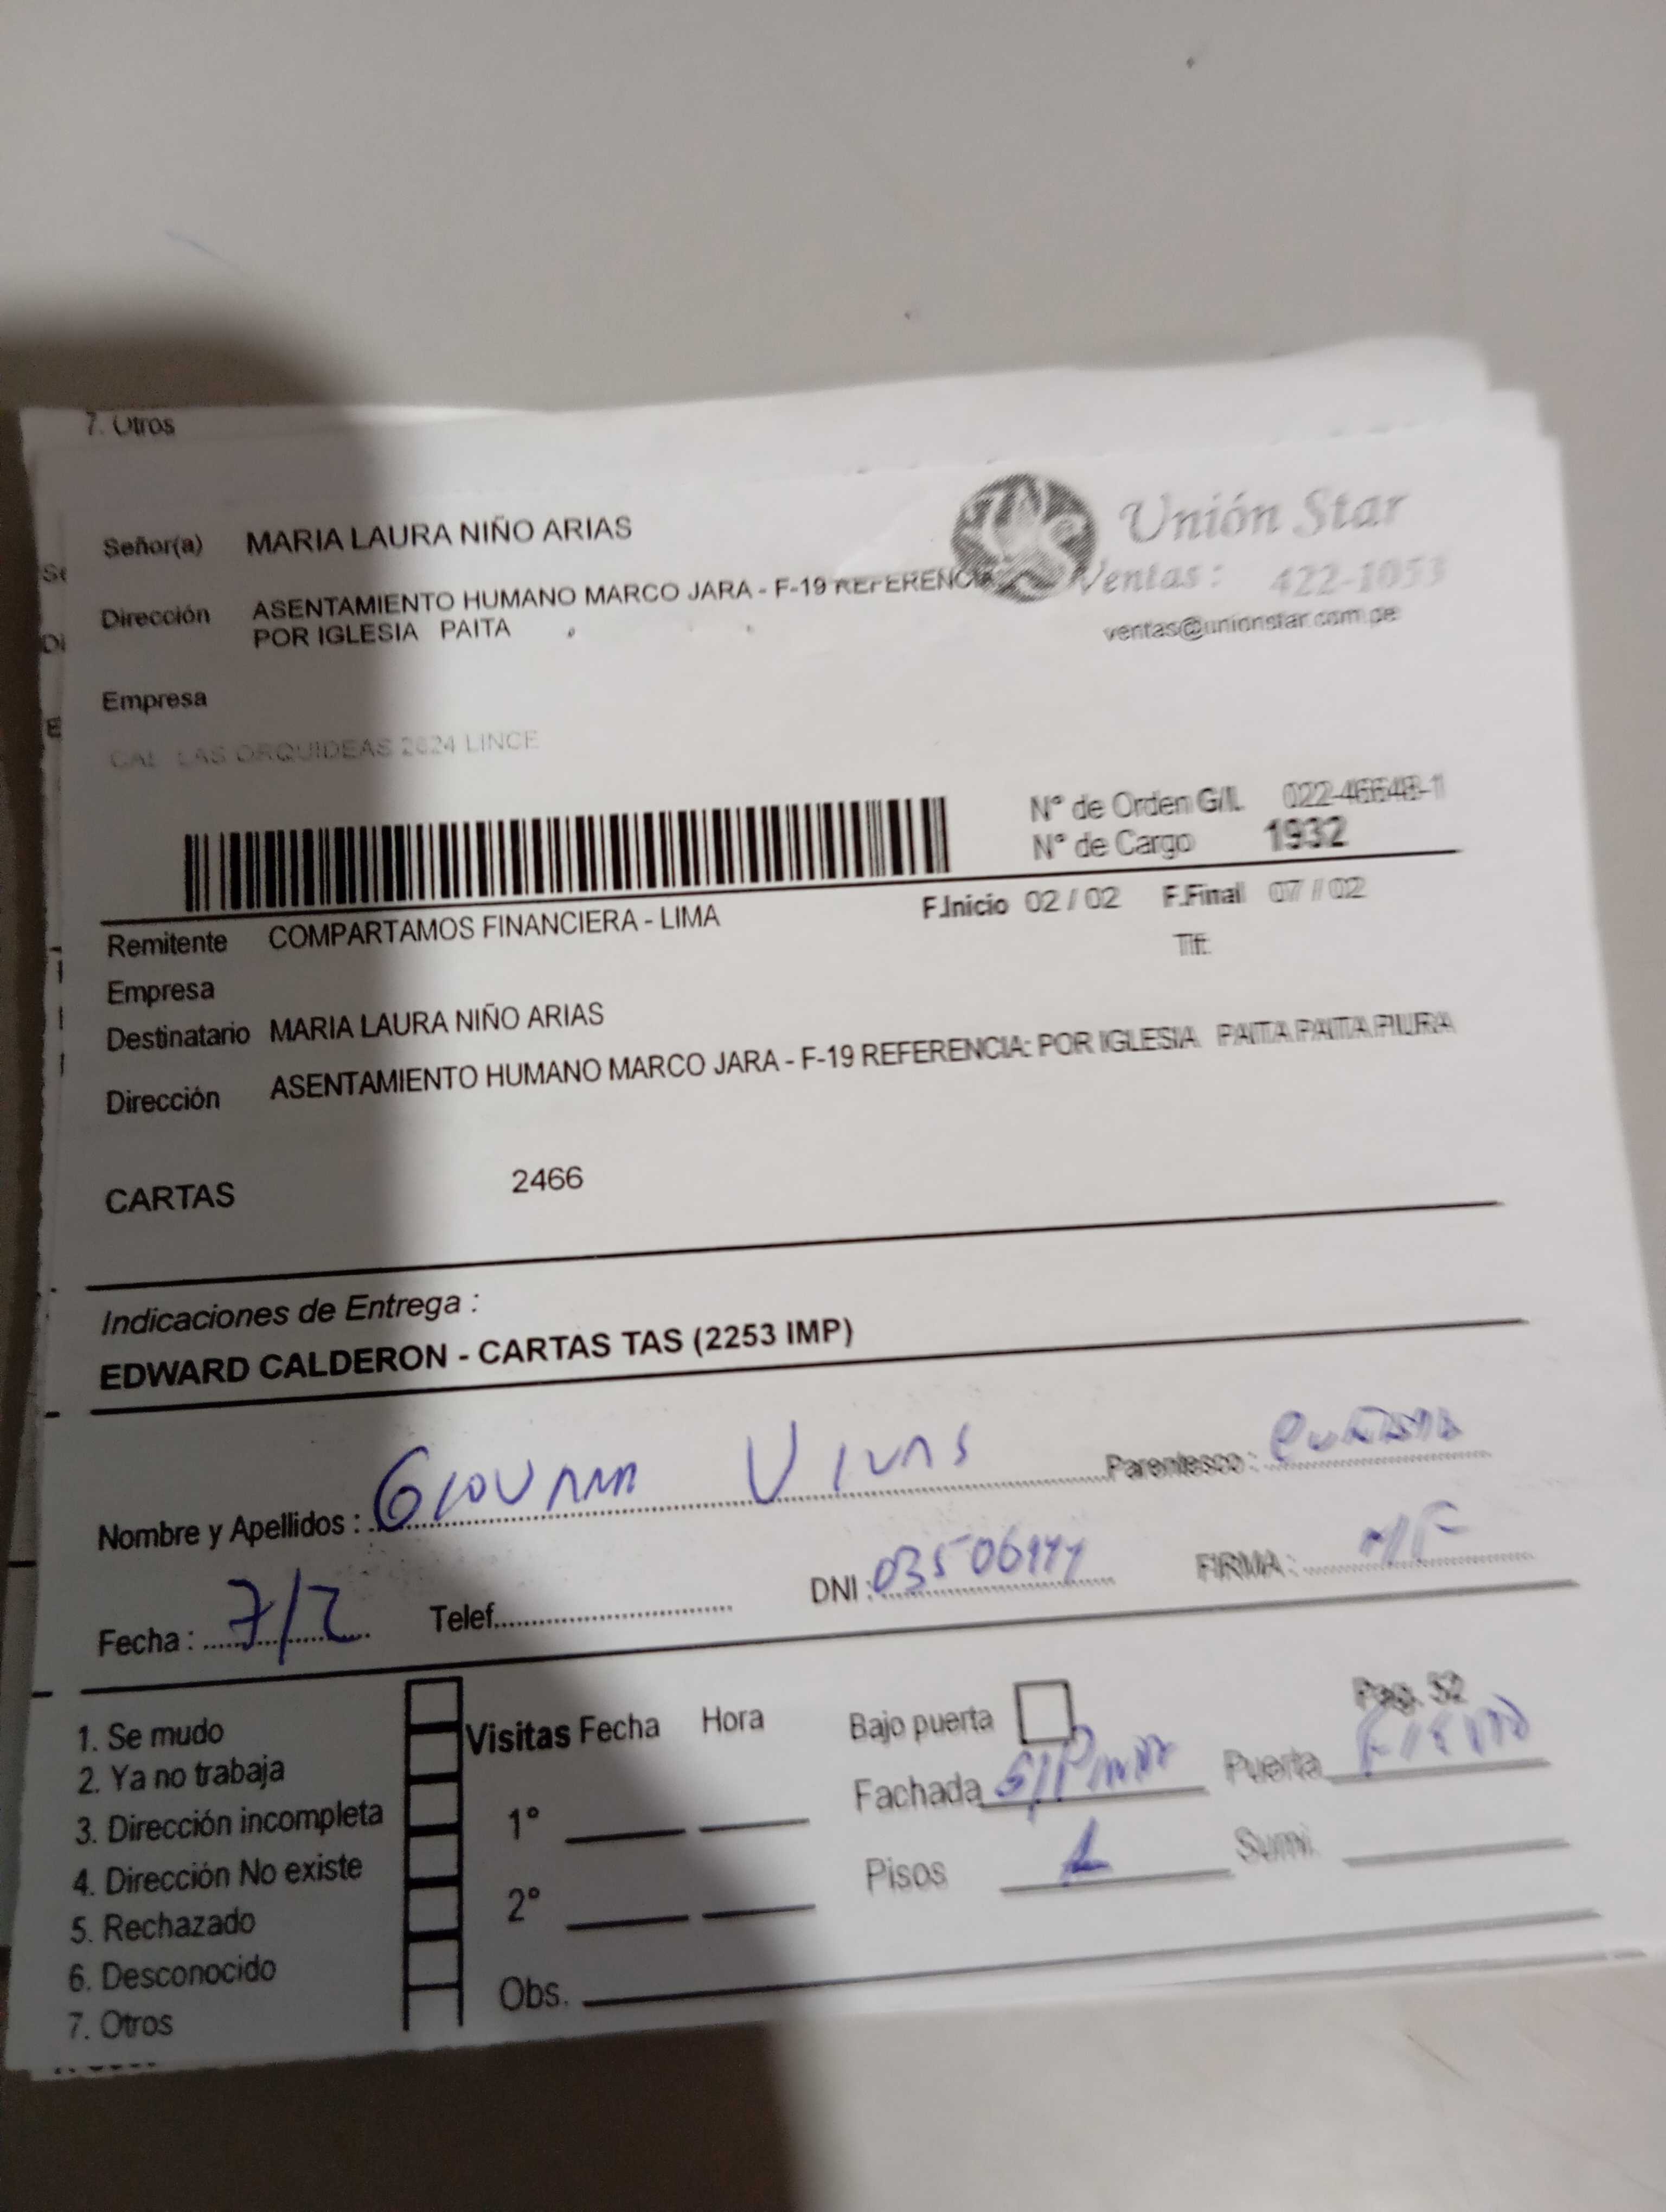 7. Otros
Señor(a) MARIA LAURA NIÑO ARIAS
Unión Star
Dirección ASENTAMIENTO HUMANO MARCO JARA - F-19 REFERENCIA
POR IGLESIA PAITA
Ventas: 422-1053
ventas@unionstar.com.pe
Empresa
CAL LAS ORQUIDEAS 2624 LINCE
N° de Orden G/L 022-46648-1
N° de Cargo 1932
F.Inicio 02 / 02 F.Final 07 / 02
Remitente COMPARTAMOS FINANCIERA - LIMA
Tlf:
Empresa
Destinatario MARIA LAURA NIÑO ARIAS
Dirección ASENTAMIENTO HUMANO MARCO JARA - F-19 REFERENCIA: POR IGLESIA PAITA PAITA PIURA
CARTAS 2466
Indicaciones de Entrega :
EDWARD CALDERON - CARTAS TAS (2253 IMP)
Nombre y Apellidos : Giovanna Vivas Parentesco :
Fecha : 7/2 Telef. DNI : FIRMA :
Pag. 52
1. Se mudo
2. Ya no trabaja
3. Dirección incompleta
4. Dirección No existe
5. Rechazado
6. Desconocido
7. Otros
Visitas Fecha Hora
1°
2°
Obs.
Bajo puerta
Fachada S/Pintar Puerta Fierro
Pisos 1 Sumi.